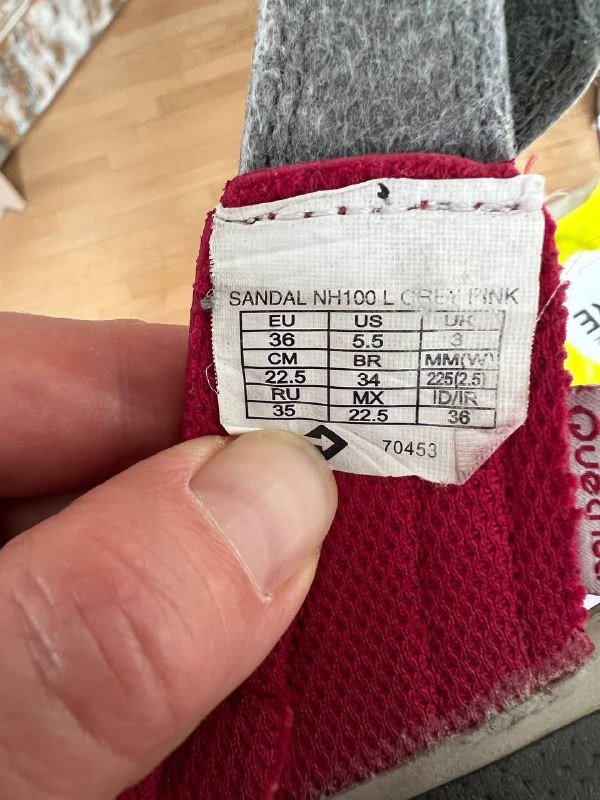 SANDAL NH100 L GREY PINK
EU US UK
36 5.5 3
CM BR MM(W)
22.5 34 225(2.5)
RU MX ID/IR
35 22.5 36
70453
Quechua